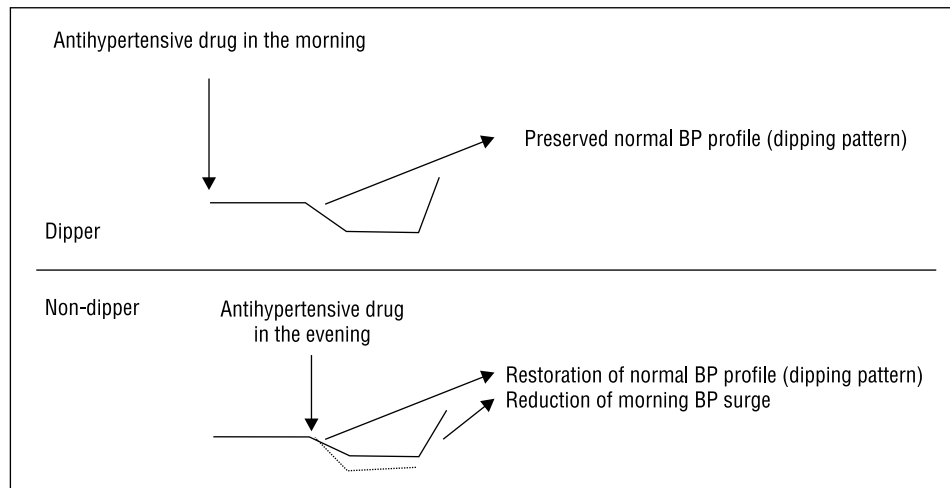 Antihypertensive drug in the morning
Preserved normal BP profile (dipping pattern)
Dipper
Non-dipper
Antihypertensive drug
in the evening
Restoration of normal BP profile (dipping pattern)
Reduction of morning BP surge